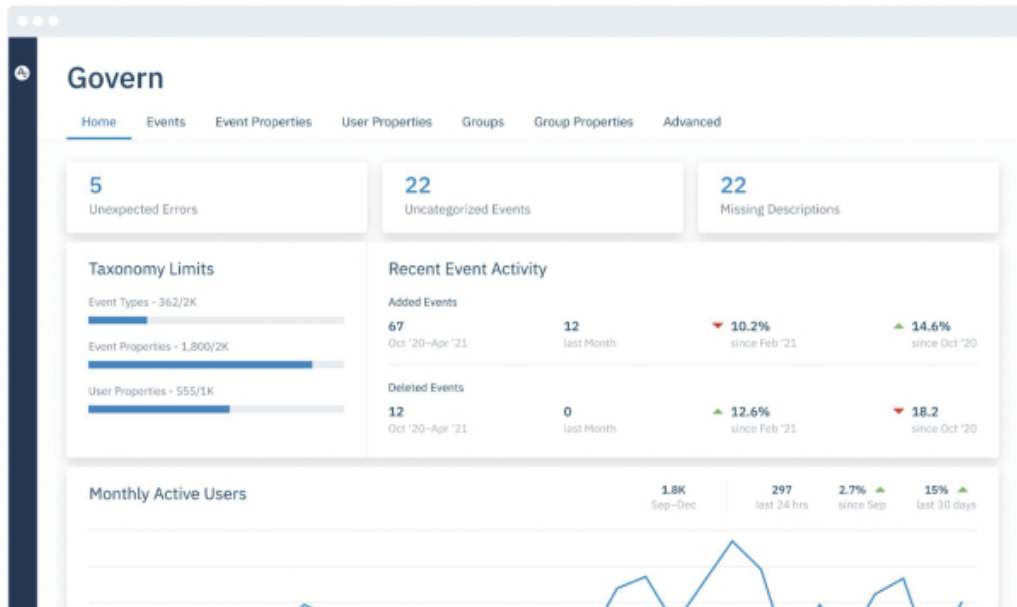 Govern
Home Events Event Properties User Properties Groups Group Properties Advanced
5
Unexpected Errors
22
Uncategorized Events
22
Missing Descriptions
Taxonomy Limits
Event Types - 362/2K
Event Properties - 1,800/2K
User Properties - 555/1K
Recent Event Activity
Added Events
67 12 10.2% 14.6%
Oct '20–Apr '21 last Month since Feb '21 since Oct '20
Deleted Events
12 0 12.6% 18.2
Oct '20–Apr '21 last Month since Feb '21 since Oct '20
Monthly Active Users
1.8K 297 2.7% 15%
Sep–Dec last 24 hrs since Sep last 30 days